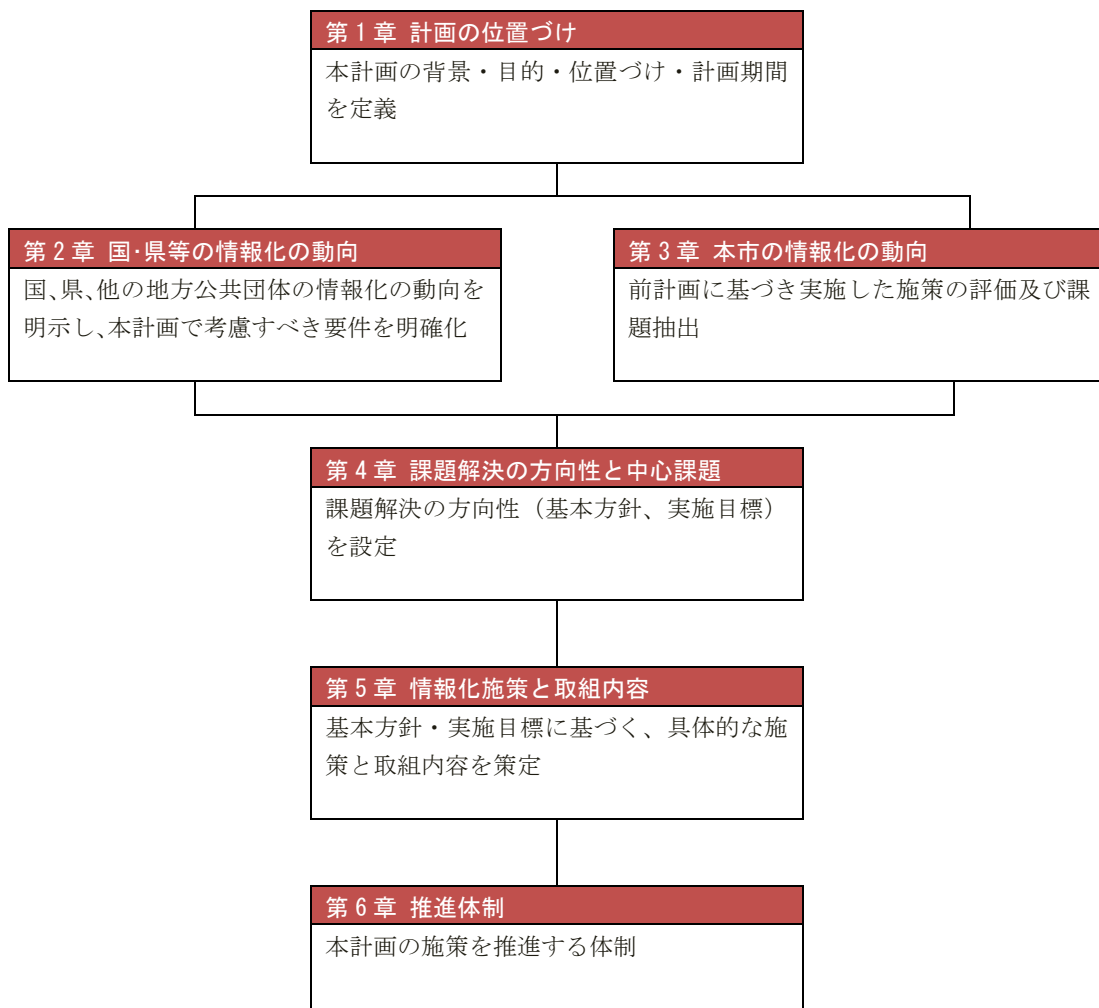 第1章 計画の位置づけ
本計画の背景・目的・位置づけ・計画期間
を定義
第2章 国・県等の情報化の動向
国、県、他の地方公共団体の情報化の動向を
明示し、本計画で考慮すべき要件を明確化
第3章 本市の情報化の動向
前計画に基づき実施した施策の評価及び課
題抽出
第4章 課題解決の方向性と中心課題
課題解決の方向性（基本方針、実施目標）
を設定
第5章 情報化施策と取組内容
基本方針・実施目標に基づく、具体的な施
策と取組内容を策定
第6章 推進体制
本計画の施策を推進する体制